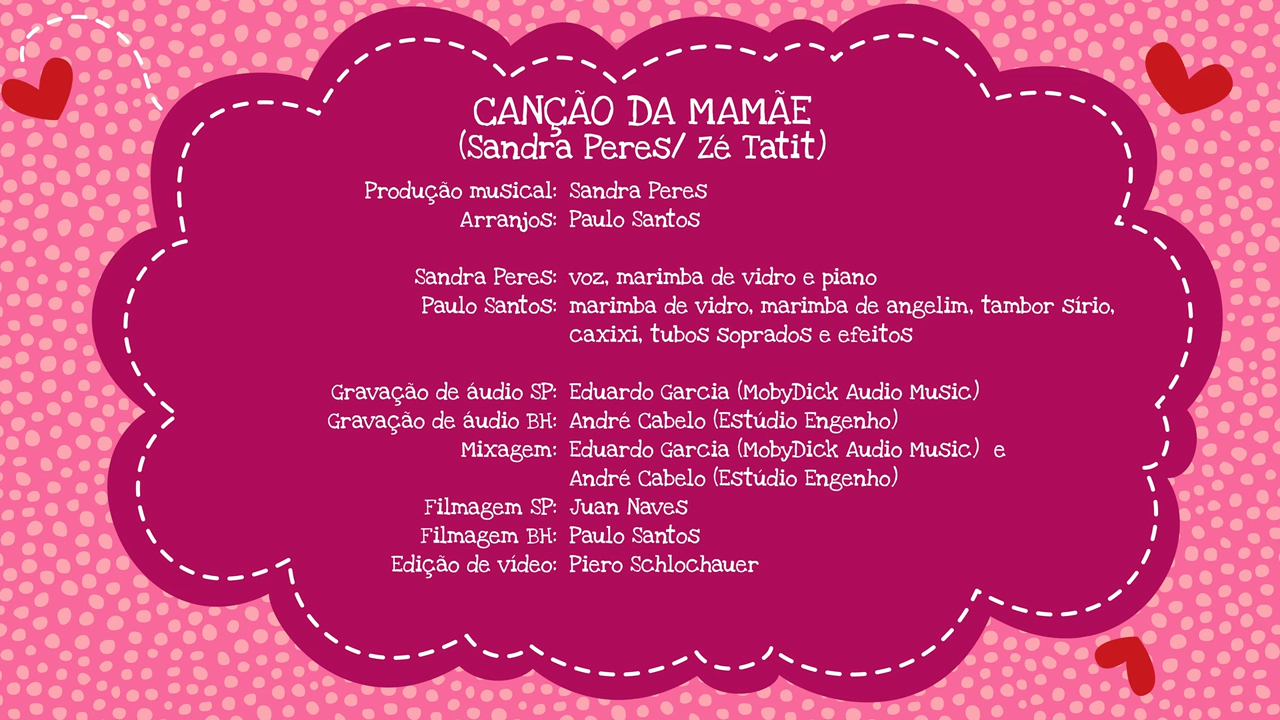 CANÇÃO DA MAMÃE
(Sandra Peres/ Zé Tatit)
Produção musical: Sandra Peres
Arranjos: Paulo Santos
Sandra Peres: voz, marimba de vidro e piano
Paulo Santos: marimba de vidro, marimba de angelim, tambor sírio,
caxixi, tubos soprados e efeitos
Gravação de áudio SP: Eduardo Garcia (MobyDick Audio Music)
Gravação de áudio BH: André Cabelo (Estúdio Engenho)
Mixagem: Eduardo Garcia (MobyDick Audio Music) e
André Cabelo (Estúdio Engenho)
Filmagem SP: Juan Naves
Filmagem BH: Paulo Santos
Edição de vídeo: Piero Schlochauer